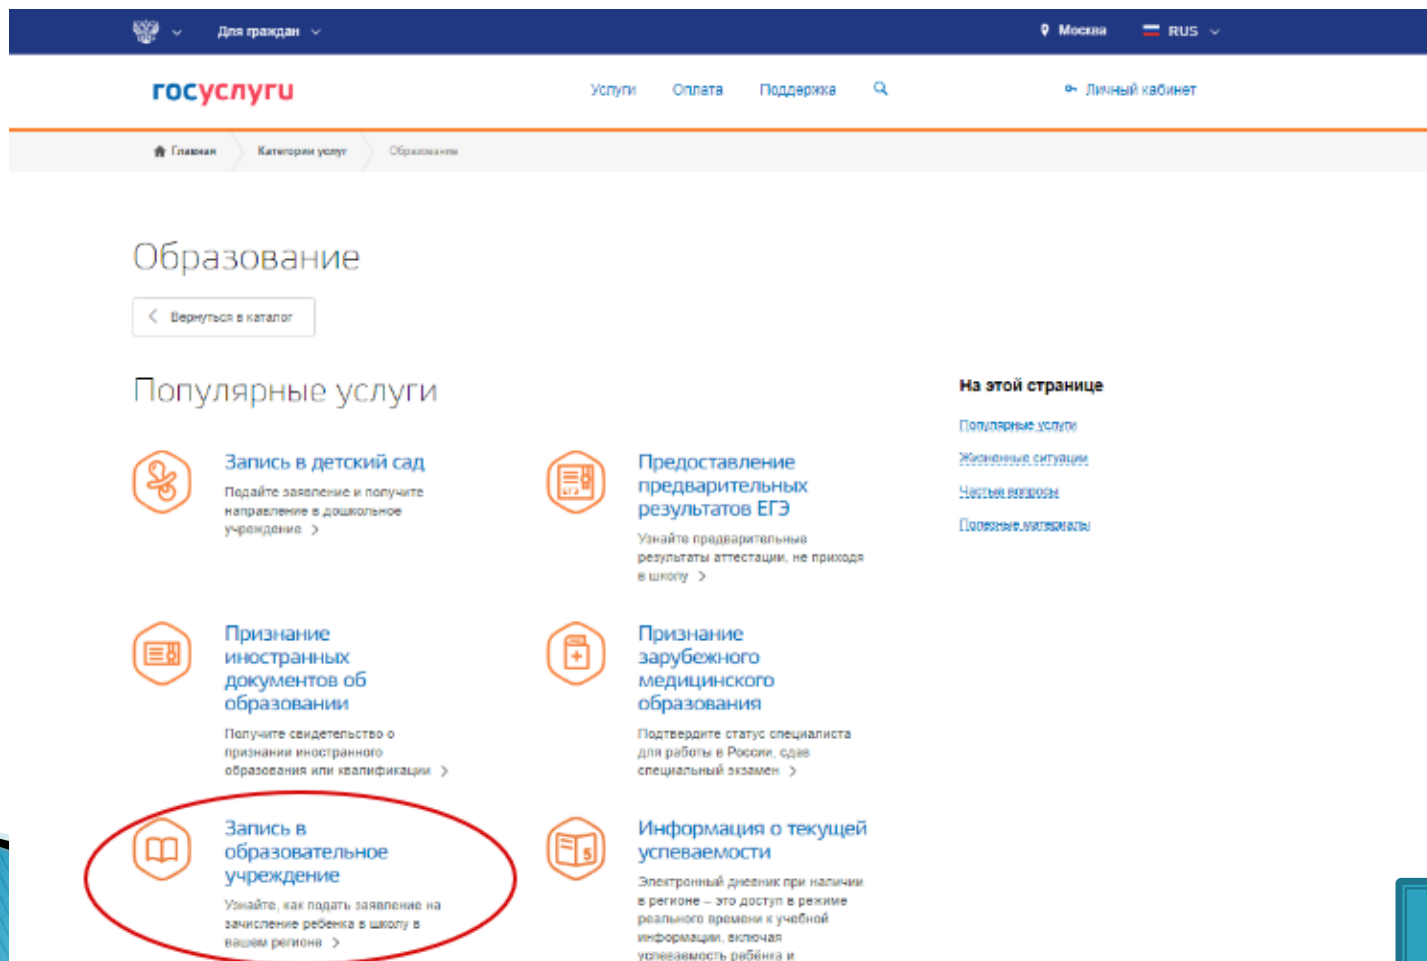 Для граждан
Москва
RUS
госуслуги
Услуги Оплата Поддержка
Личный кабинет
Главная
Категории услуг
Образование
Образование
Вернуться в каталог
Популярные услуги
Запись в детский сад
Подайте заявление и получите
направление в дошкольное
учреждение >
Предоставление
предварительных
результатов ЕГЭ
Узнайте предварительные
результаты аттестации, не приходя
в школу >
Признание
иностранных
документов об
образовании
Получите свидетельство о
признании иностранного
образования или квалификации >
Признание
зарубежного
медицинского
образования
Подтвердите статус специалиста
для работы в России, сдав
специальный экзамен >
Запись в
образовательное
учреждение
Узнайте, как подать заявление на
зачисление ребенка в школу в
вашем регионе >
Информация о текущей
успеваемости
Электронный дневник при наличии
в регионе – это доступ в режиме
реального времени к учебной
информации, включая
успеваемость ребёнка и
На этой странице
Популярные услуги
Жизненные ситуации
Частые вопросы
Полезные материалы
ЕГЭ
5